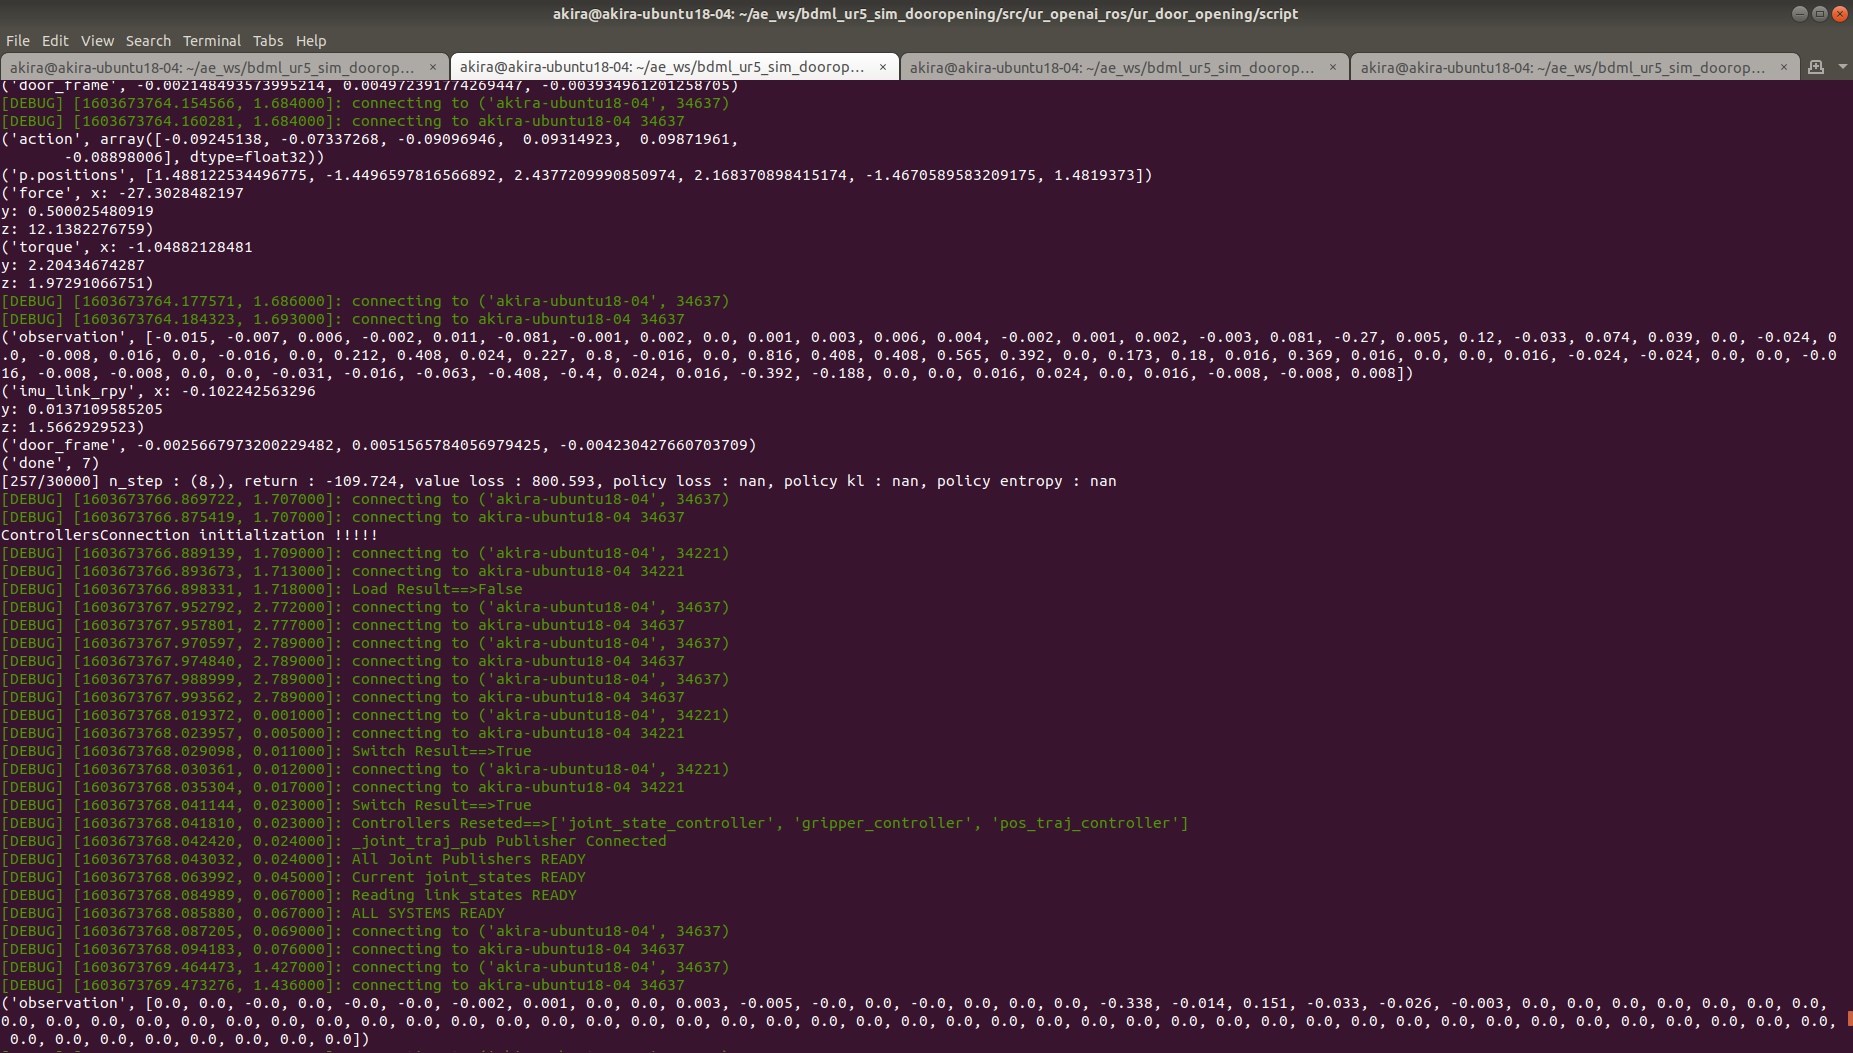 akira@akira-ubuntu18-04: ~/ae_ws/bdml_ur5_sim_dooropening/src/ur_openai_ros/ur_door_opening/script
File Edit View Search Terminal Tabs Help
akira@akira-ubuntu18-04: ~/ae_ws/bdml_ur5_sim_doorop... × akira@akira-ubuntu18-04: ~/ae_ws/bdml_ur5_sim_doorop... × akira@akira-ubuntu18-04: ~/ae_ws/bdml_ur5_sim_doorop... × akira@akira-ubuntu18-04: ~/ae_ws/bdml_ur5_sim_doorop... ×
('door_frame', -0.002148493573995214, 0.004972391774269447, -0.003934961201258705)
[DEBUG] [1603673764.154566, 1.684000]: connecting to ('akira-ubuntu18-04', 34637)
[DEBUG] [1603673764.160281, 1.684000]: connecting to akira-ubuntu18-04 34637
('action', array([-0.09245138, -0.07337268, -0.09096946,  0.09314923,  0.09871961,
       -0.08898006], dtype=float32))
('p.positions', [1.488122534496775, -1.4496597816566892, 2.4377209990850974, 2.168370898415174, -1.4670589583209175, 1.4819373])
('force', x: -27.3028482197
y: 0.500025480919
z: 12.1382276759)
('torque', x: -1.04882128481
y: 2.20434674287
z: 1.97291066751)
[DEBUG] [1603673764.177571, 1.686000]: connecting to ('akira-ubuntu18-04', 34637)
[DEBUG] [1603673764.184323, 1.693000]: connecting to akira-ubuntu18-04 34637
('observation', [-0.015, -0.007, 0.006, -0.002, 0.011, -0.081, -0.001, 0.002, 0.0, 0.001, 0.003, 0.006, 0.004, -0.002, 0.001, 0.002, -0.003, 0.081, -0.27, 0.005, 0.12, -0.033, 0.074, 0.039, 0.0, -0.024, 0
.0, -0.008, 0.016, 0.0, -0.016, 0.0, 0.212, 0.408, 0.024, 0.227, 0.8, -0.016, 0.0, 0.816, 0.408, 0.408, 0.565, 0.392, 0.0, 0.173, 0.18, 0.016, 0.369, 0.016, 0.0, 0.0, 0.016, -0.024, -0.024, 0.0, 0.0, -0.0
16, -0.008, -0.008, 0.0, 0.0, -0.031, -0.016, -0.063, -0.408, -0.4, 0.024, 0.016, -0.392, -0.188, 0.0, 0.0, 0.016, 0.024, 0.0, 0.016, -0.008, -0.008, 0.008])
('imu_link_rpy', x: -0.102242563296
y: 0.0137109585205
z: 1.5662929523)
('door_frame', -0.0025667973200229482, 0.0051565784056979425, -0.004230427660703709)
('done', 7)
[257/30000] n_step : (8,), return : -109.724, value loss : 800.593, policy loss : nan, policy kl : nan, policy entropy : nan
[DEBUG] [1603673766.869722, 1.707000]: connecting to ('akira-ubuntu18-04', 34637)
[DEBUG] [1603673766.875419, 1.707000]: connecting to akira-ubuntu18-04 34637
ControllersConnection initialization !!!!!
[DEBUG] [1603673766.889139, 1.709000]: connecting to ('akira-ubuntu18-04', 34221)
[DEBUG] [1603673766.893673, 1.713000]: connecting to akira-ubuntu18-04 34221
[DEBUG] [1603673766.898331, 1.718000]: Load Result==>False
[DEBUG] [1603673767.952792, 2.772000]: connecting to ('akira-ubuntu18-04', 34637)
[DEBUG] [1603673767.957801, 2.777000]: connecting to akira-ubuntu18-04 34637
[DEBUG] [1603673767.970597, 2.789000]: connecting to ('akira-ubuntu18-04', 34637)
[DEBUG] [1603673767.974840, 2.789000]: connecting to akira-ubuntu18-04 34637
[DEBUG] [1603673767.988999, 2.789000]: connecting to ('akira-ubuntu18-04', 34637)
[DEBUG] [1603673767.993562, 2.789000]: connecting to akira-ubuntu18-04 34637
[DEBUG] [1603673768.019372, 0.001000]: connecting to ('akira-ubuntu18-04', 34221)
[DEBUG] [1603673768.023957, 0.005000]: connecting to akira-ubuntu18-04 34221
[DEBUG] [1603673768.029098, 0.011000]: Switch Result==>True
[DEBUG] [1603673768.030361, 0.012000]: connecting to ('akira-ubuntu18-04', 34221)
[DEBUG] [1603673768.035304, 0.017000]: connecting to akira-ubuntu18-04 34221
[DEBUG] [1603673768.041144, 0.023000]: Switch Result==>True
[DEBUG] [1603673768.041810, 0.023000]: Controllers Reseted==>['joint_state_controller', 'gripper_controller', 'pos_traj_controller']
[DEBUG] [1603673768.042420, 0.024000]: _joint_traj_pub Publisher Connected
[DEBUG] [1603673768.043032, 0.024000]: All Joint Publishers READY
[DEBUG] [1603673768.063992, 0.045000]: Current joint_states READY
[DEBUG] [1603673768.084989, 0.067000]: Reading link_states READY
[DEBUG] [1603673768.085880, 0.067000]: ALL SYSTEMS READY
[DEBUG] [1603673768.087205, 0.069000]: connecting to ('akira-ubuntu18-04', 34637)
[DEBUG] [1603673768.094183, 0.076000]: connecting to akira-ubuntu18-04 34637
[DEBUG] [1603673769.464473, 1.427000]: connecting to ('akira-ubuntu18-04', 34637)
[DEBUG] [1603673769.473276, 1.436000]: connecting to akira-ubuntu18-04 34637
('observation', [0.0, 0.0, -0.0, 0.0, -0.0, -0.0, -0.002, 0.001, 0.0, 0.0, 0.003, -0.005, -0.0, 0.0, -0.0, 0.0, 0.0, 0.0, -0.338, -0.014, 0.151, -0.033, -0.026, -0.003, 0.0, 0.0, 0.0, 0.0, 0.0, 0.0, 0.0,
0.0, 0.0, 0.0, 0.0, 0.0, 0.0, 0.0, 0.0, 0.0, 0.0, 0.0, 0.0, 0.0, 0.0, 0.0, 0.0, 0.0, 0.0, 0.0, 0.0, 0.0, 0.0, 0.0, 0.0, 0.0, 0.0, 0.0, 0.0, 0.0, 0.0, 0.0, 0.0, 0.0, 0.0, 0.0, 0.0, 0.0, 0.0, 0.0, 0.0, 0.0,
 0.0, 0.0, 0.0, 0.0, 0.0, 0.0, 0.0, 0.0])